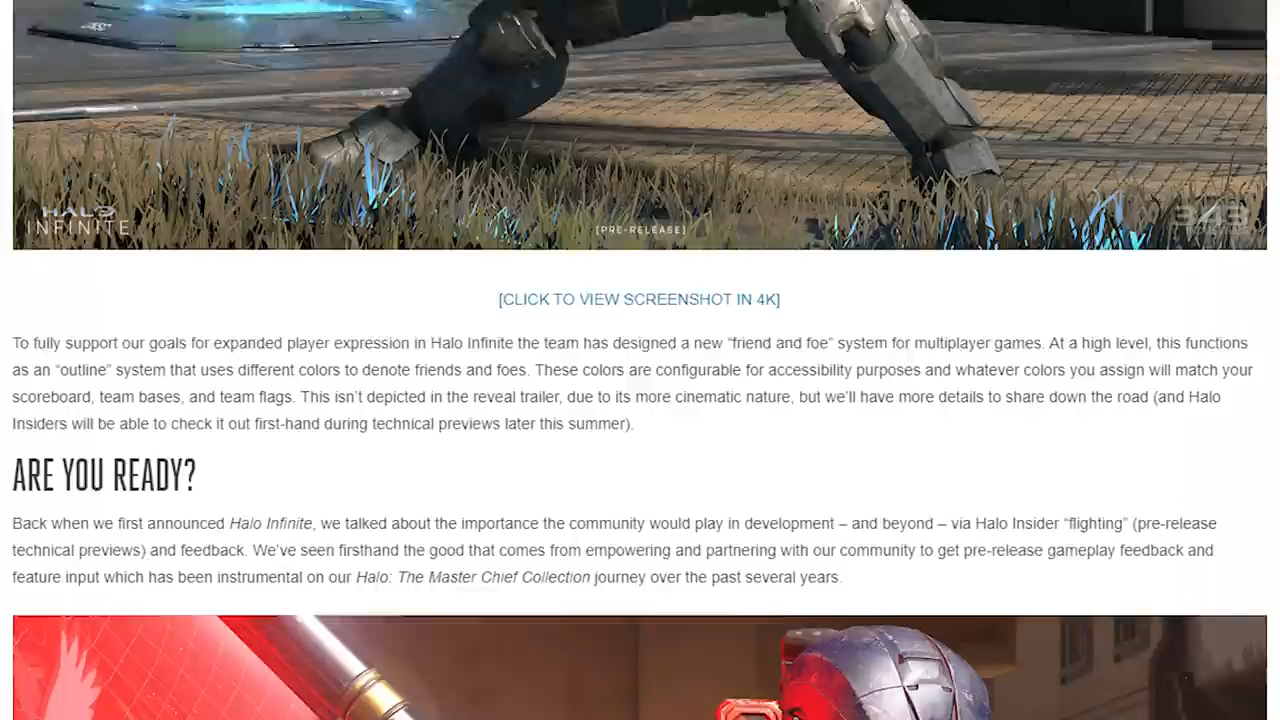 HALO
INFINITE
[PRE-RELEASE]
343
INDUSTRIES
[CLICK TO VIEW SCREENSHOT IN 4K]
To fully support our goals for expanded player expression in Halo Infinite the team has designed a new “friend and foe” system for multiplayer games. At a high level, this functions
as an “outline” system that uses different colors to denote friends and foes. These colors are configurable for accessibility purposes and whatever colors you assign will match your
scoreboard, team bases, and team flags. This isn’t depicted in the reveal trailer, due to its more cinematic nature, but we’ll have more details to share down the road (and Halo
Insiders will be able to check it out first-hand during technical previews later this summer).
ARE YOU READY?
Back when we first announced Halo Infinite, we talked about the importance the community would play in development – and beyond – via Halo Insider “flighting” (pre-release
technical previews) and feedback. We’ve seen firsthand the good that comes from empowering and partnering with our community to get pre-release gameplay feedback and
feature input which has been instrumental on our Halo: The Master Chief Collection journey over the past several years.